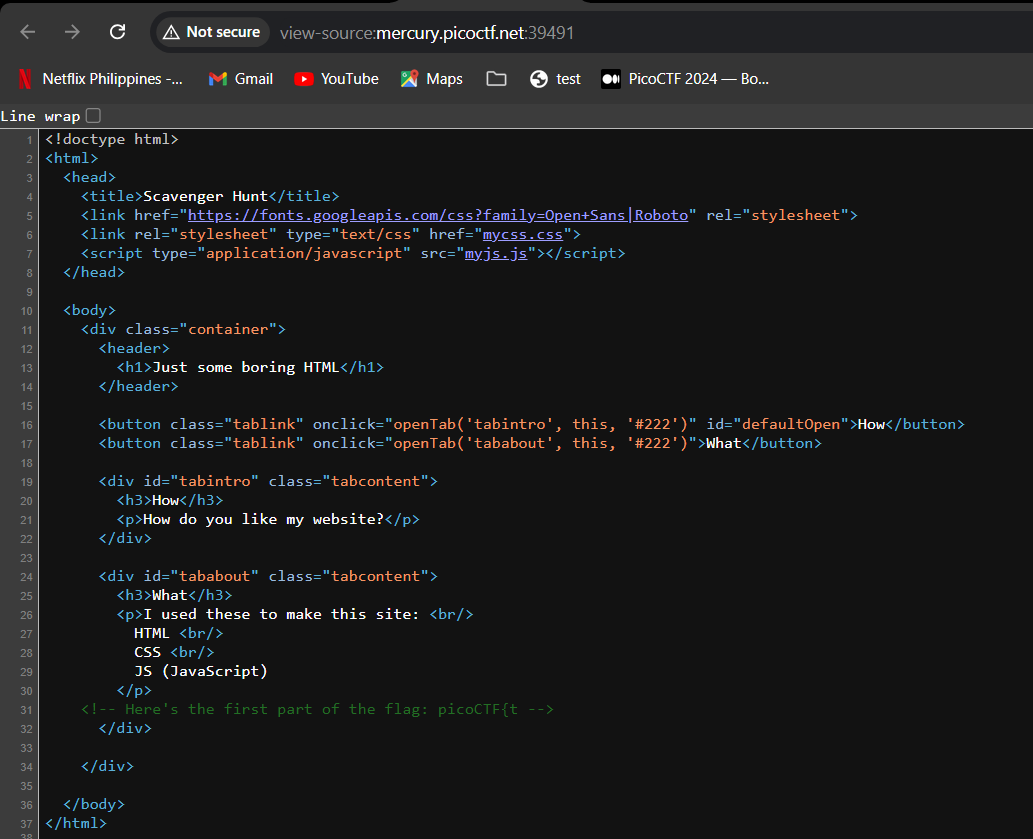 Not secure view-source:mercury.picoctf.net:39491
Netflix Philippines -... Gmail YouTube Maps test PicoCTF 2024 — Bo...
Line wrap
1 <!doctype html>
2 <html>
3 <head>
4 <title>Scavenger Hunt</title>
5 <link href="https://fonts.googleapis.com/css?family=Open+Sans|Roboto" rel="stylesheet">
6 <link rel="stylesheet" type="text/css" href="mycss.css">
7 <script type="application/javascript" src="myjs.js"></script>
8 </head>
9
10 <body>
11 <div class="container">
12 <header>
13 <h1>Just some boring HTML</h1>
14 </header>
15
16 <button class="tablink" onclick="openTab('tabintro', this, '#222')" id="defaultOpen">How</button>
17 <button class="tablink" onclick="openTab('tababout', this, '#222')">What</button>
18
19 <div id="tabintro" class="tabcontent">
20 <h3>How</h3>
21 <p>How do you like my website?</p>
22 </div>
23
24 <div id="tababout" class="tabcontent">
25 <h3>What</h3>
26 <p>I used these to make this site: <br/>
27 HTML <br/>
28 CSS <br/>
29 JS (JavaScript)
30 </p>
31 <!-- Here's the first part of the flag: picoCTF{t -->
32 </div>
33
34 </div>
35
36 </body>
37 </html>
38